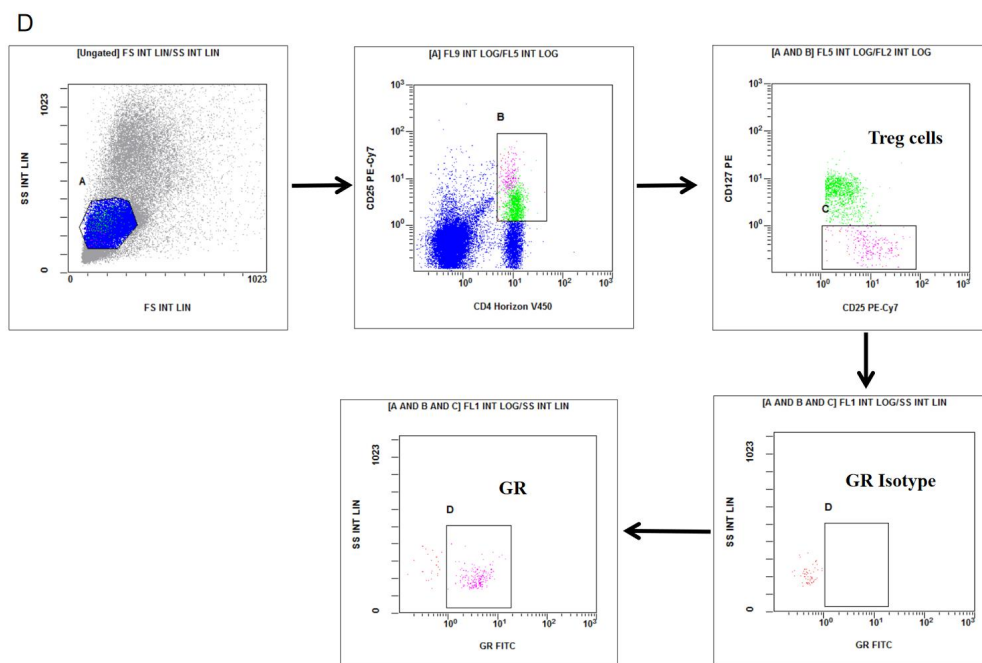 D
[Ungated] FS INT LIN/SS INT LIN
1023
SS INT LIN
A
0
0
1023
FS INT LIN
[A] FL9 INT LOG/FL5 INT LOG
10³
10²
10¹
10⁰
CD25 PE-Cy7
B
10⁰
10¹
10²
10³
CD4 Horizon V450
[A AND B] FL5 INT LOG/FL2 INT LOG
10³
10²
10¹
10⁰
CD127 PE
Treg cells
C
10⁰
10¹
10²
10³
CD25 PE-Cy7
[A AND B AND C] FL1 INT LOG/SS INT LIN
1023
SS INT LIN
0
GR Isotype
D
10⁰
10¹
10²
10³
GR FITC
[A AND B AND C] FL1 INT LOG/SS INT LIN
1023
SS INT LIN
0
GR
D
10⁰
10¹
10²
10³
GR FITC